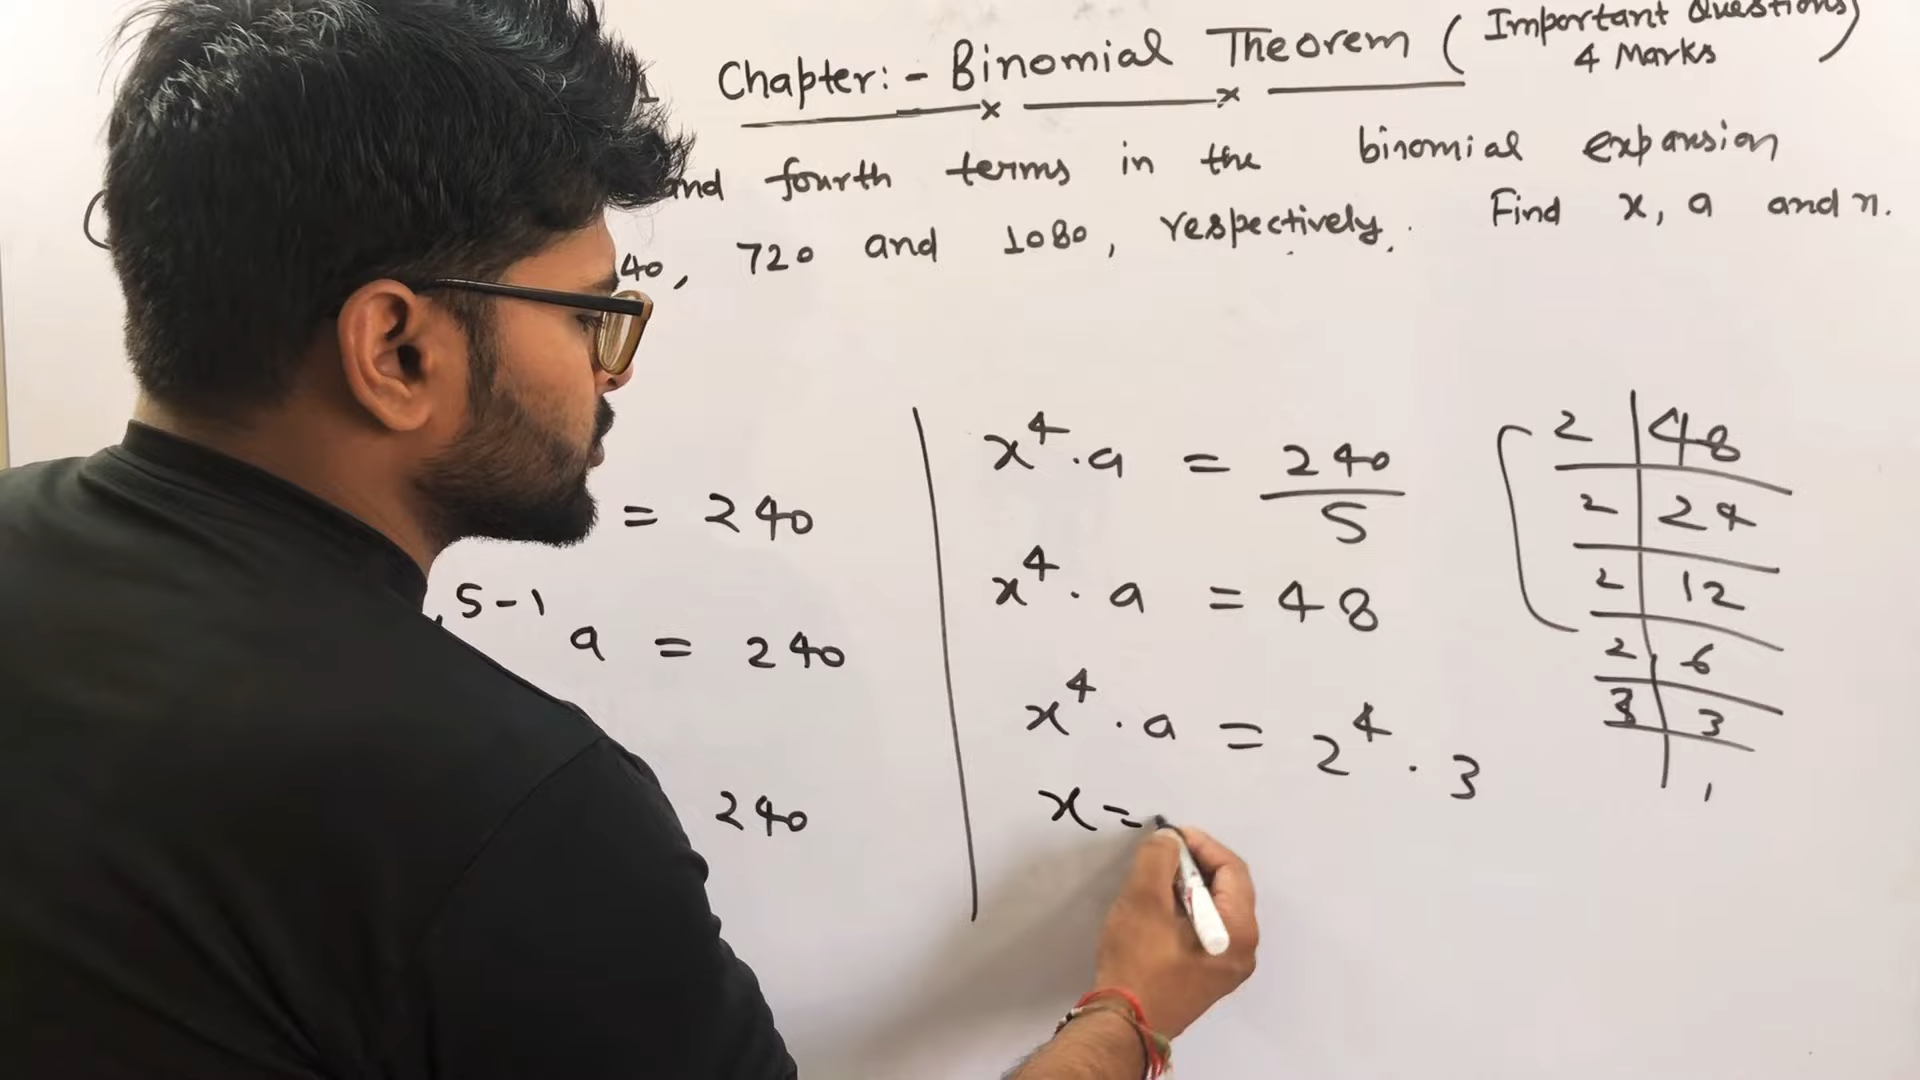 Chapter:- Binomial Theorem (Important Questions)
4 Marks
and fourth terms in the binomial expansion
40, 720 and 1080, respectively. Find x, a and n.
= 240
5-1 a = 240
240
x⁴.a = 240/5
x⁴.a = 48
x⁴.a = 2⁴.3
x=
2 | 48
2 | 24
2 | 12
2 | 6
3 | 3
| 1